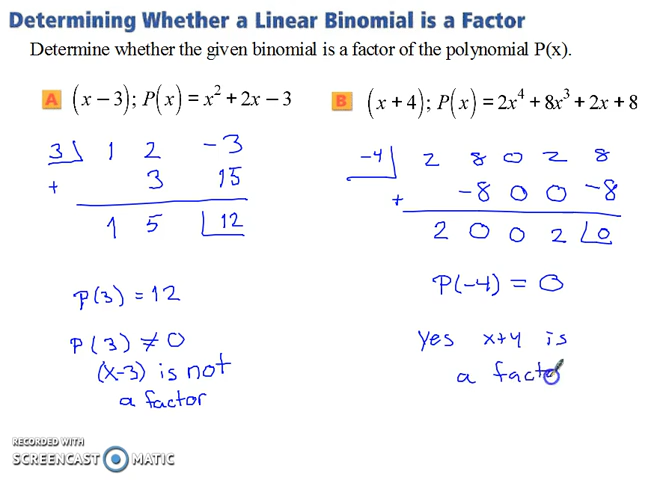 Determining Whether a Linear Binomial is a Factor
Determine whether the given binomial is a factor of the polynomial P(x).
A (x − 3); P(x) = x² + 2x − 3
3 1 2 −3
+ 3 15
1 5 12
P(3) = 12
P(3) ≠ 0
(x−3) is not
a factor
B (x + 4); P(x) = 2x⁴ + 8x³ + 2x + 8
−4 2 8 0 2 8
+ −8 0 0 −8
2 0 0 2 0
P(−4) = 0
Yes x+4 is
a facto
RECORDED WITH
SCREENCAST MATIC